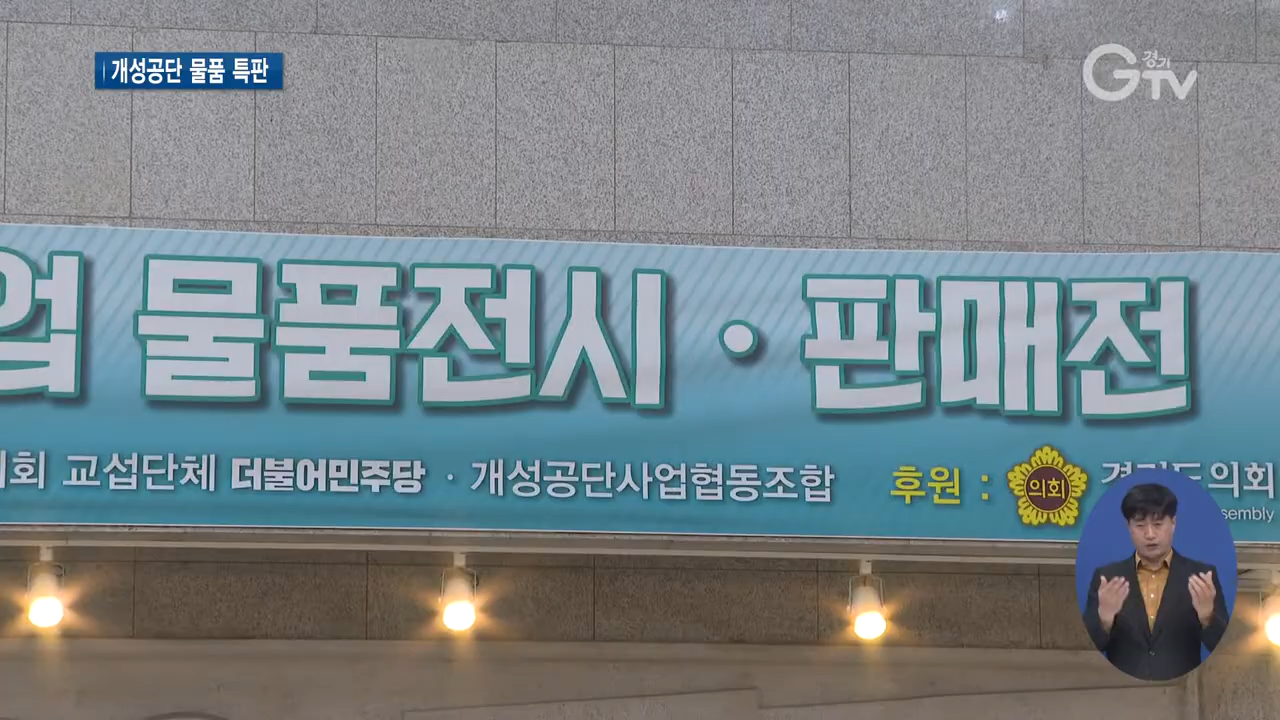 개성공단 물품 특판
경기
GTV
업 물품전시 · 판매전
의회 교섭단체 더불어민주당 · 개성공단사업협동조합 후원 : 의회 경기도의회